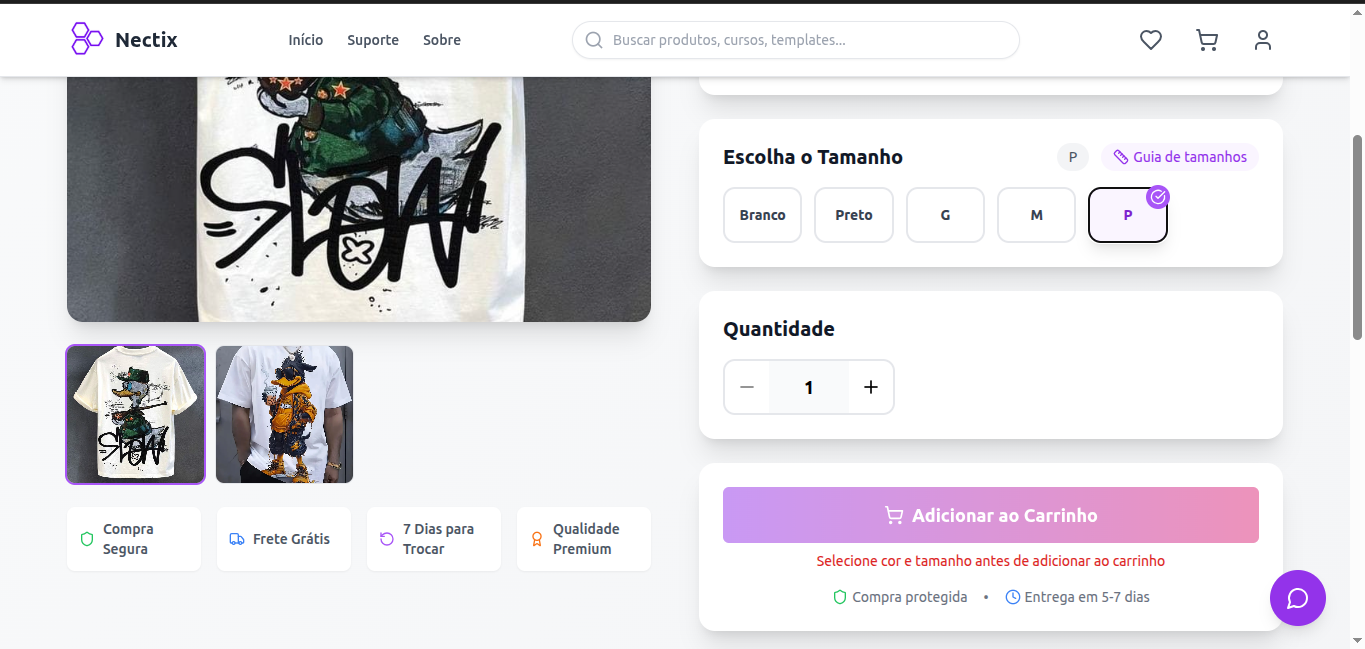 Nectix
Início
Suporte
Sobre
Buscar produtos, cursos, templates...
SLOW
Escolha o Tamanho
P
Guia de tamanhos
Branco
Preto
G
M
P
Quantidade
1
SLOW
Compra
Segura
Frete Grátis
7 Dias para
Trocar
Qualidade
Premium
Adicionar ao Carrinho
Selecione cor e tamanho antes de adicionar ao carrinho
Compra protegida • Entrega em 5-7 dias